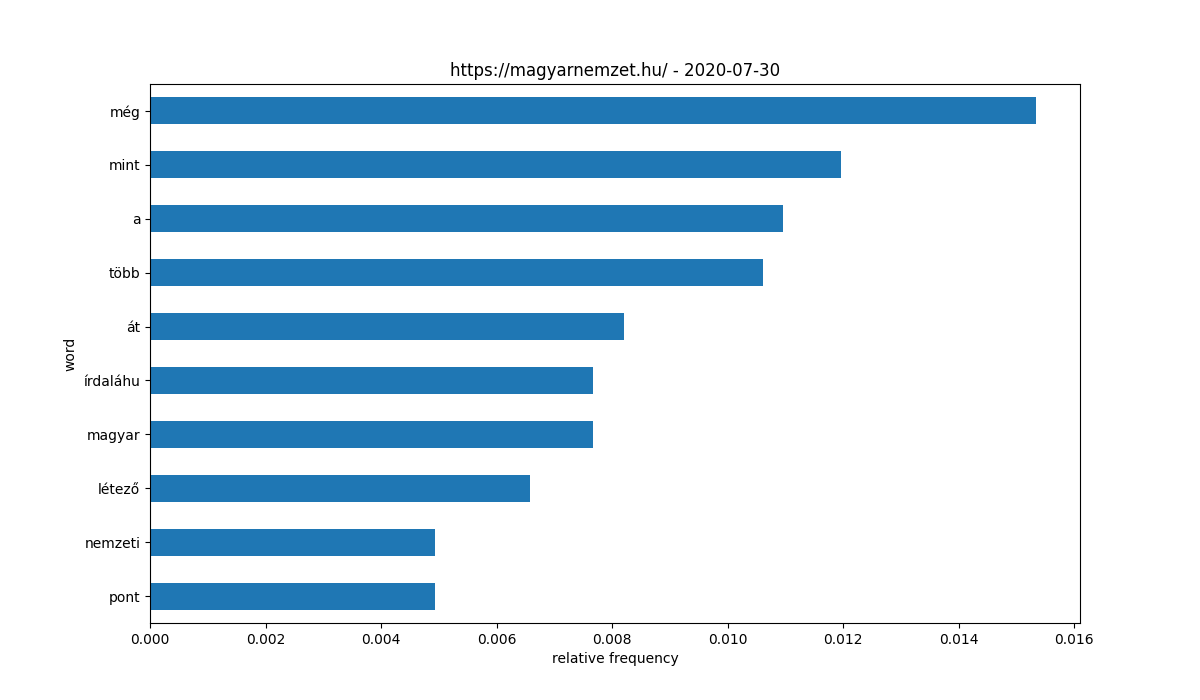 https://magyarnemzet.hu/ - 2020-07-30
word
még
mint
a
több
át
írdaláhu
magyar
létező
nemzeti
pont
0.000 0.002 0.004 0.006 0.008 0.010 0.012 0.014 0.016
relative frequency